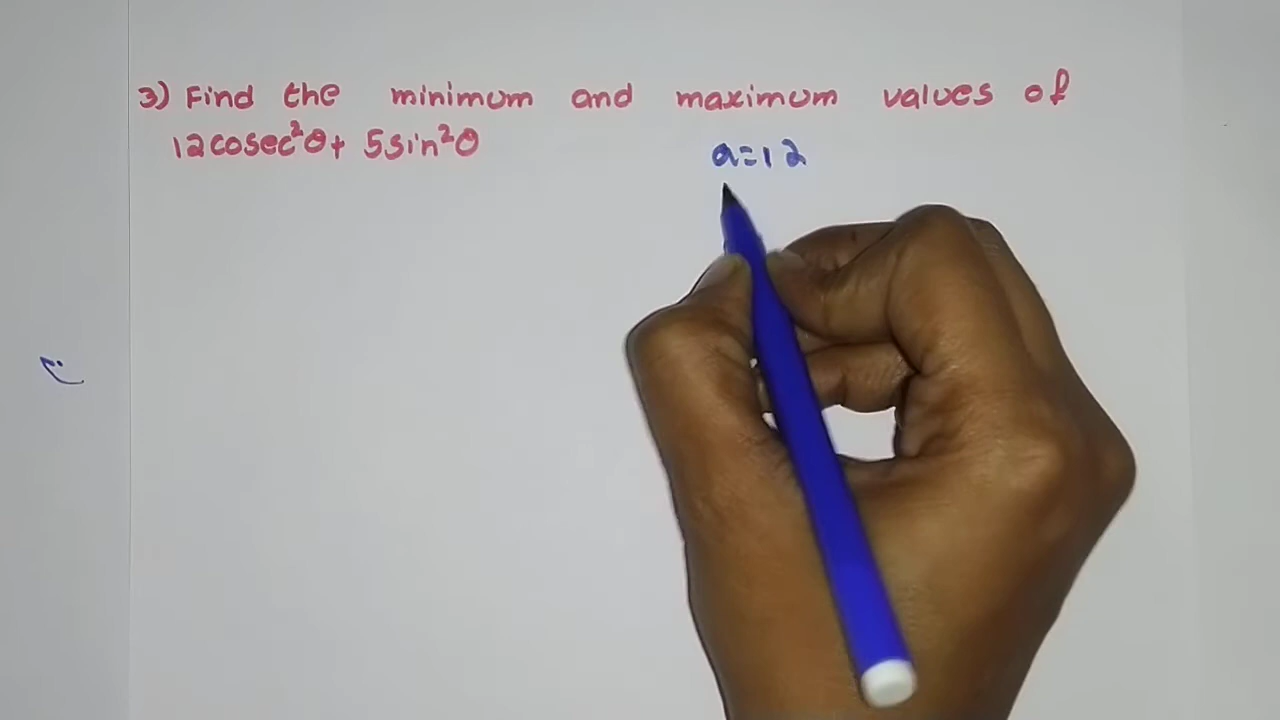 3) Find the minimum and maximum values of
12cosec²θ+ 5sin²θ
a=12